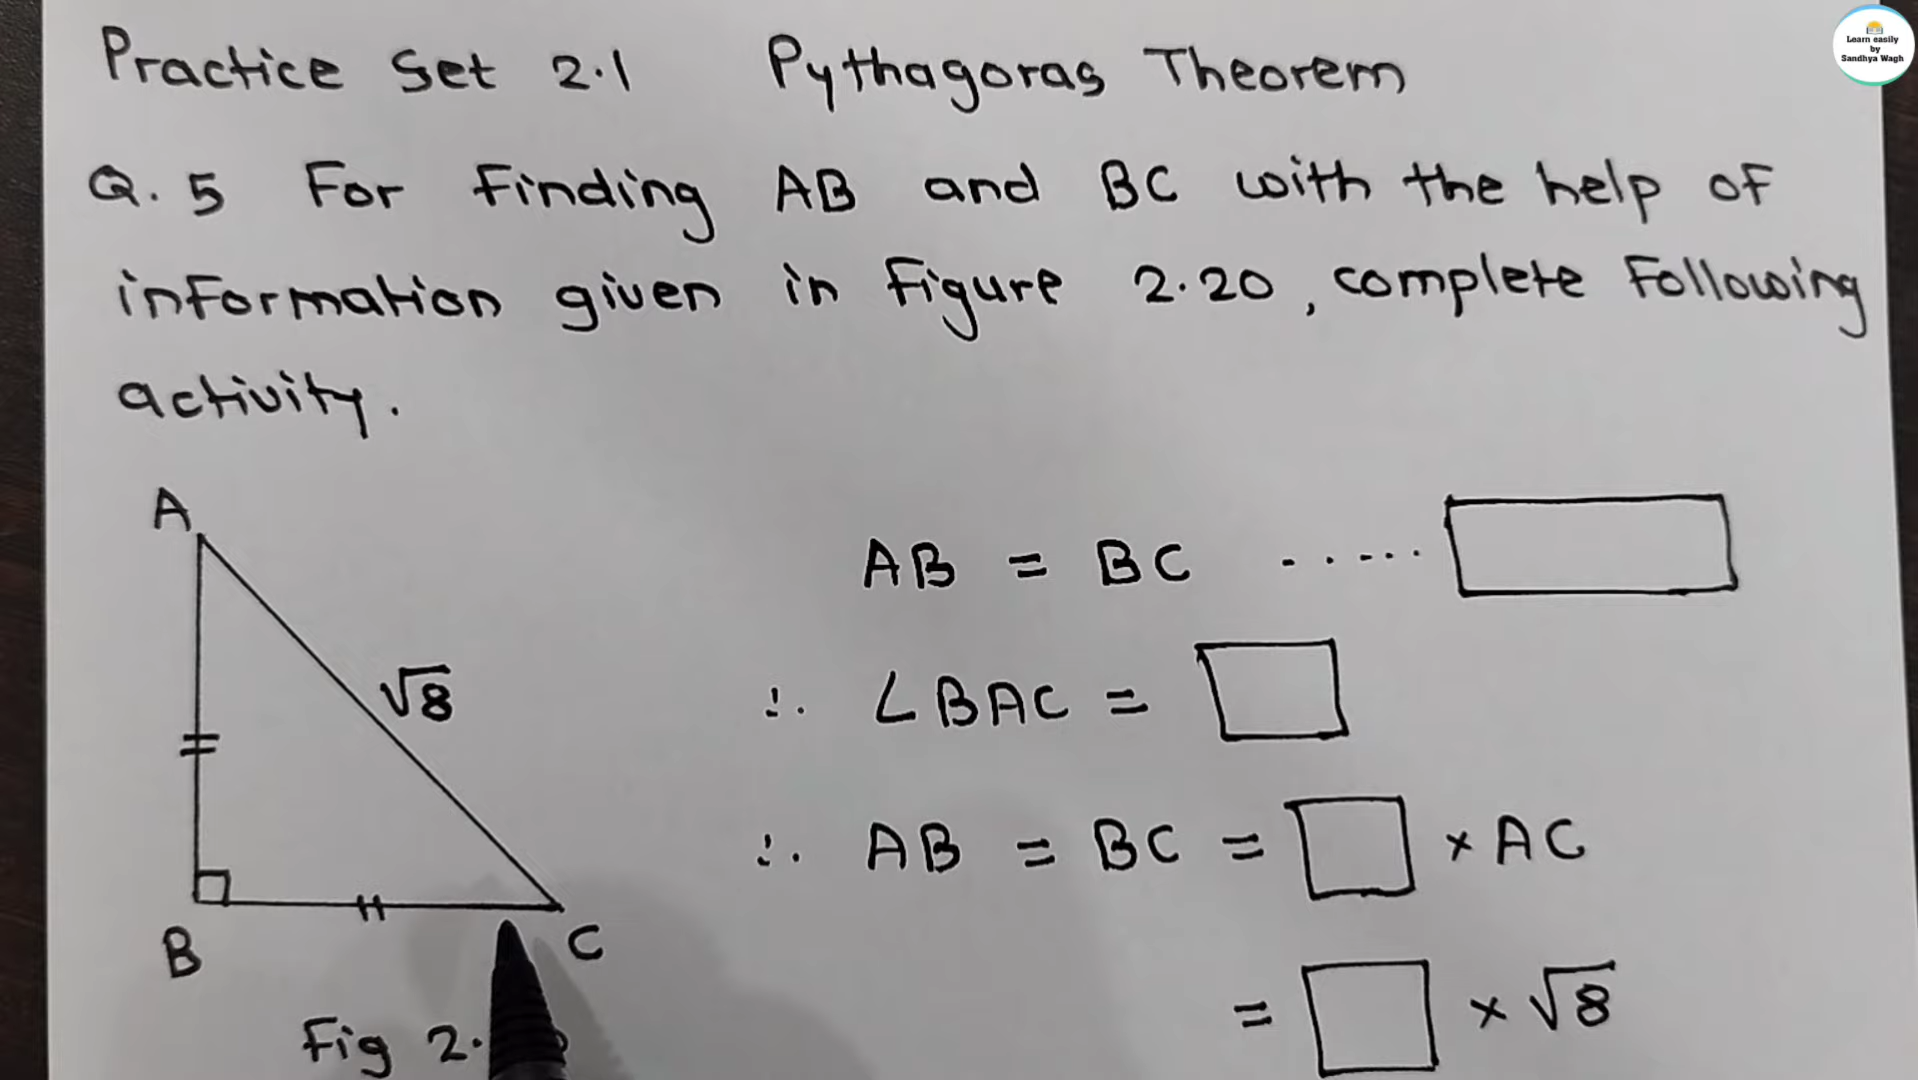 Learn easily
by
Sandhya Wagh
Practice Set 2.1 Pythagoras Theorem
Q. 5 For finding AB and BC with the help of
information given in figure 2.20, complete following
activity.
A
AB = BC ......
√8
∴ ∠BAC =
∴ AB = BC = □ × AC
B
C
= □ × √8
Fig 2.